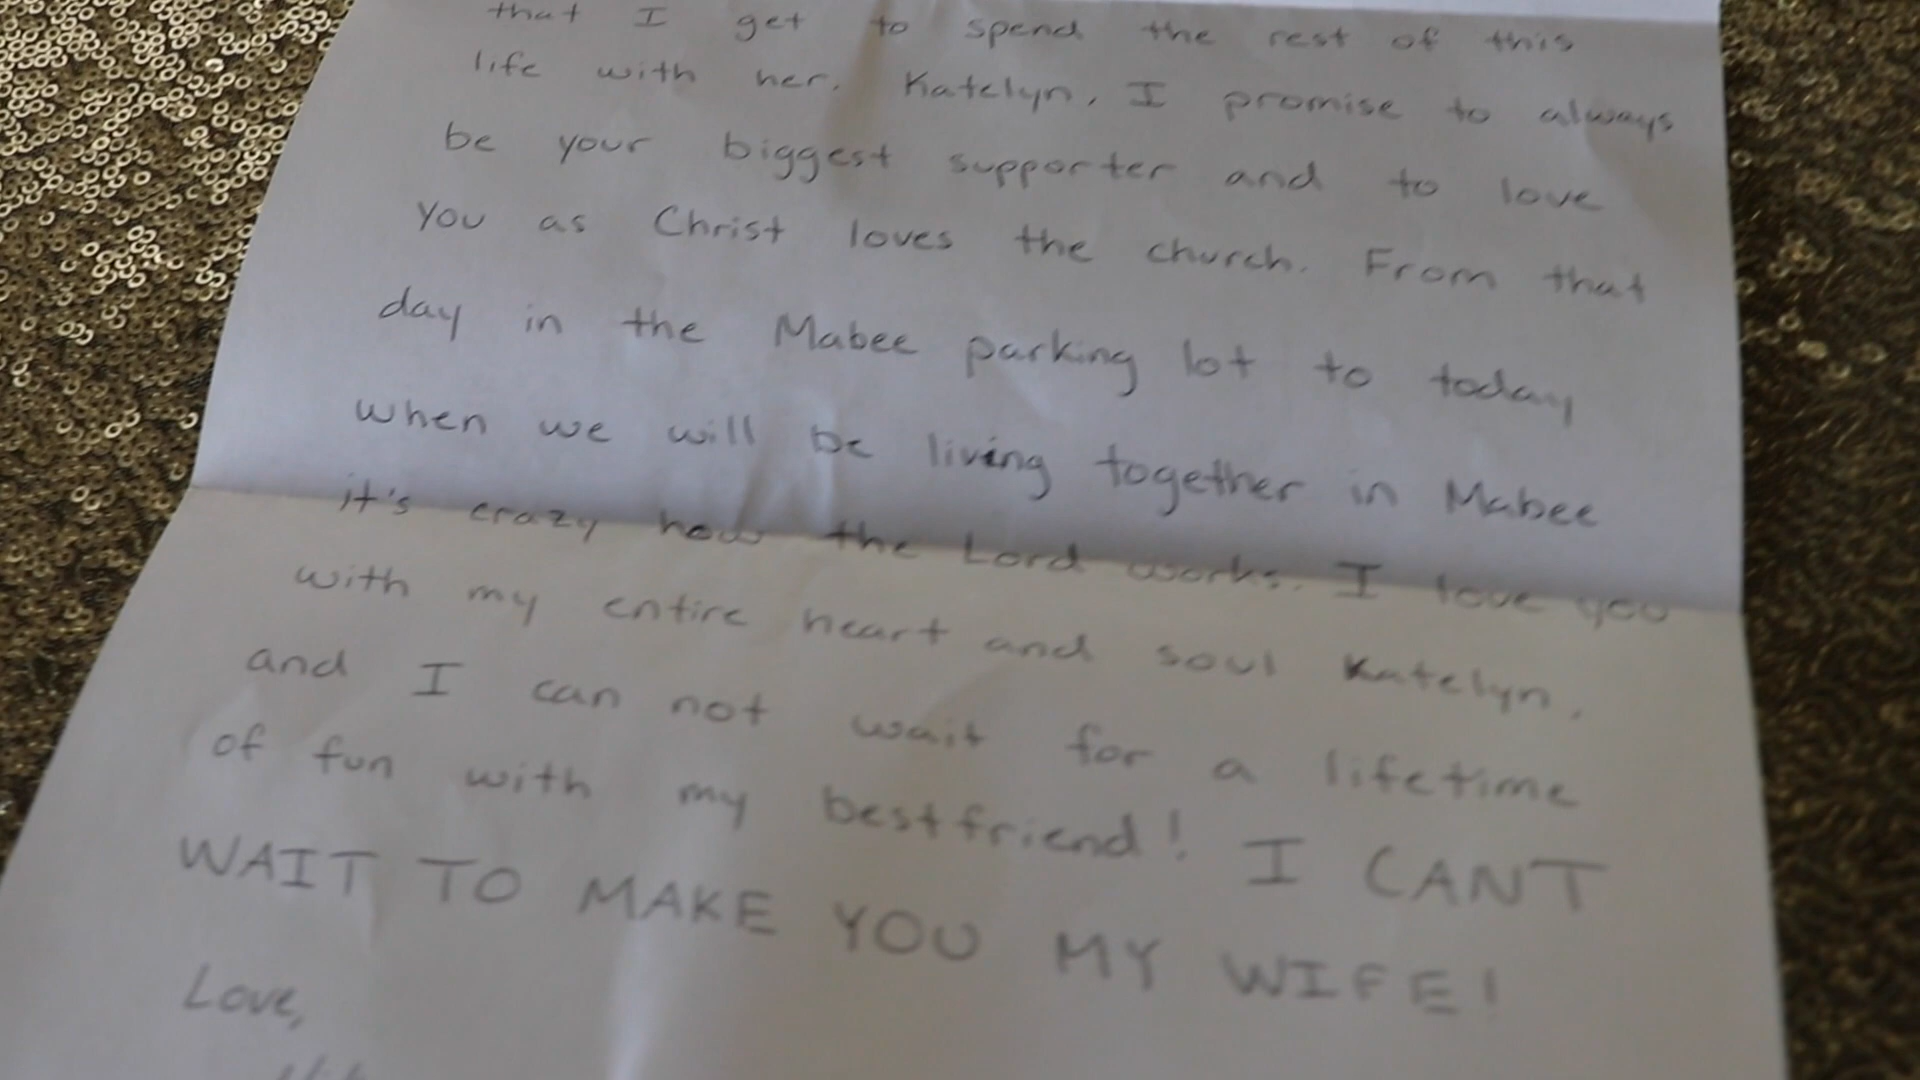 that I get to spend the rest of this
life with her. Katelyn, I promise to always
be your biggest supporter and to love
you as Christ loves the church. From that
day in the Mabee parking lot to today
when we will be living together in Mabee
it's crazy how the Lord works. I love you
with my entire heart and soul Katelyn,
and I can not wait for a lifetime
of fun with my bestfriend! I CANT
WAIT TO MAKE YOU MY WIFE!
Love,